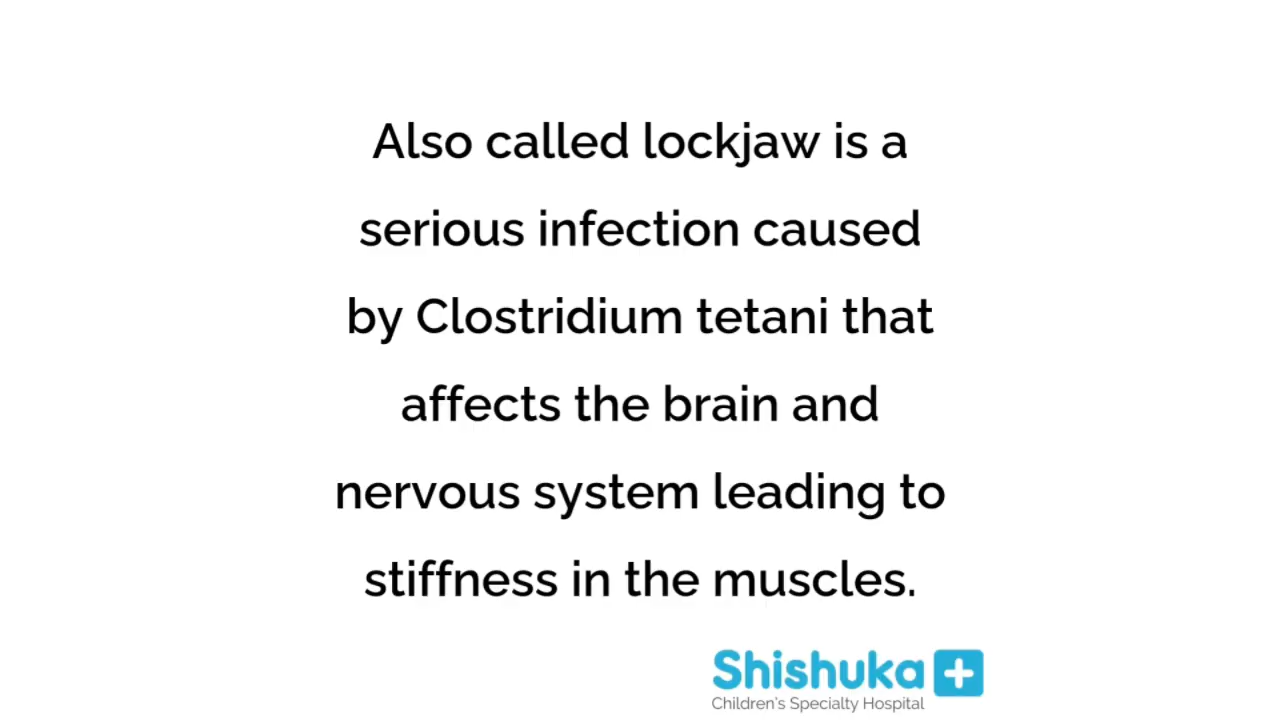 Also called lockjaw is a
serious infection caused
by Clostridium tetani that
affects the brain and
nervous system leading to
stiffness in the muscles.
Shishuka
Children's Specialty Hospital